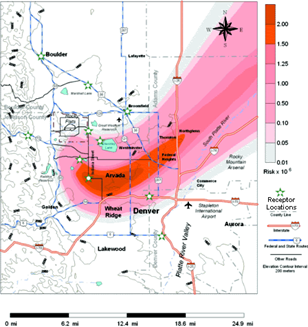 Boulder
Lafayette
Broomfield
Adams County
Marshall Lake
Rocky Flats
Westminster
Thornton
Northglenn
South Platte River
Federal Heights
Arvada
Rocky Mountain Arsenal
Commerce City
Golden
Wheat Ridge
Denver
Stapleton International Airport
Aurora
Lakewood
Platte River Valley
2.00
1.50
1.00
0.50
0.10
0.05
0.01
Risk x 10
Receptor Locations
County Line
Interstate
Federal and State Routes
Other Roads
Elevation Contour Interval
200 meters
0 mi
6.2 mi
12.4 mi
18.6 mi
24.9 mi